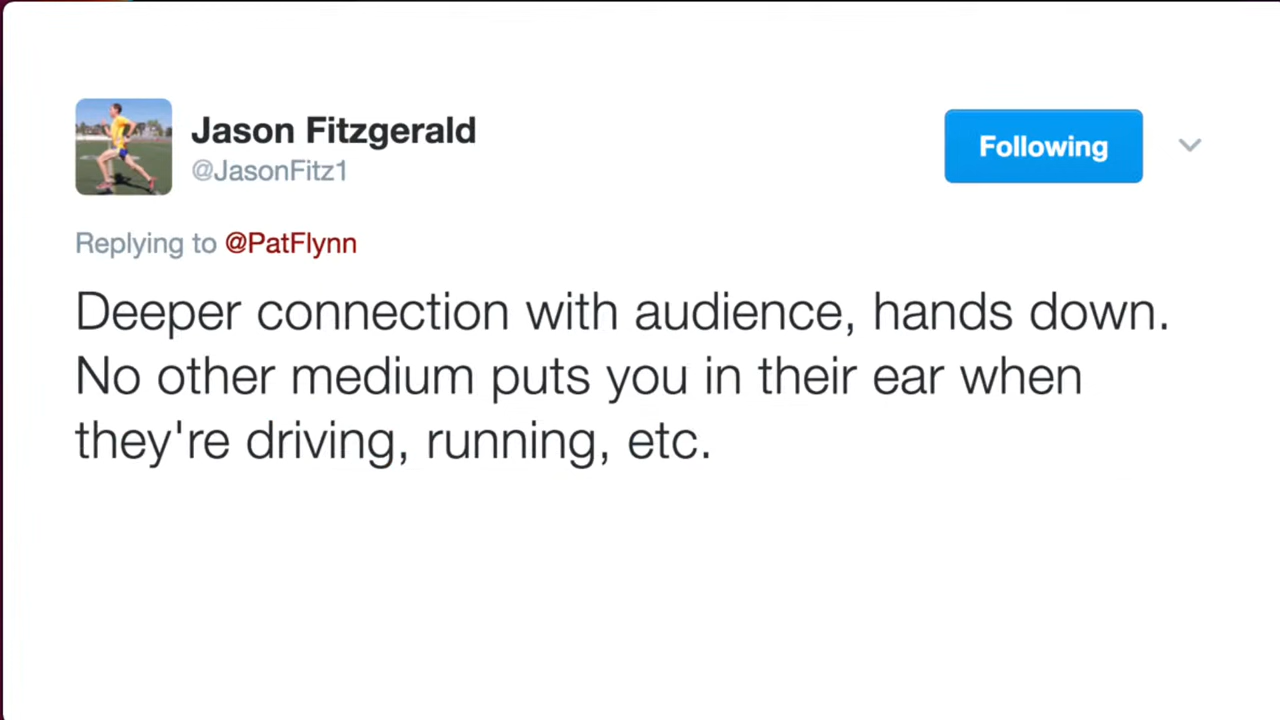 Jason Fitzgerald
@JasonFitz1
Following
Replying to @PatFlynn
Deeper connection with audience, hands down.
No other medium puts you in their ear when
they're driving, running, etc.